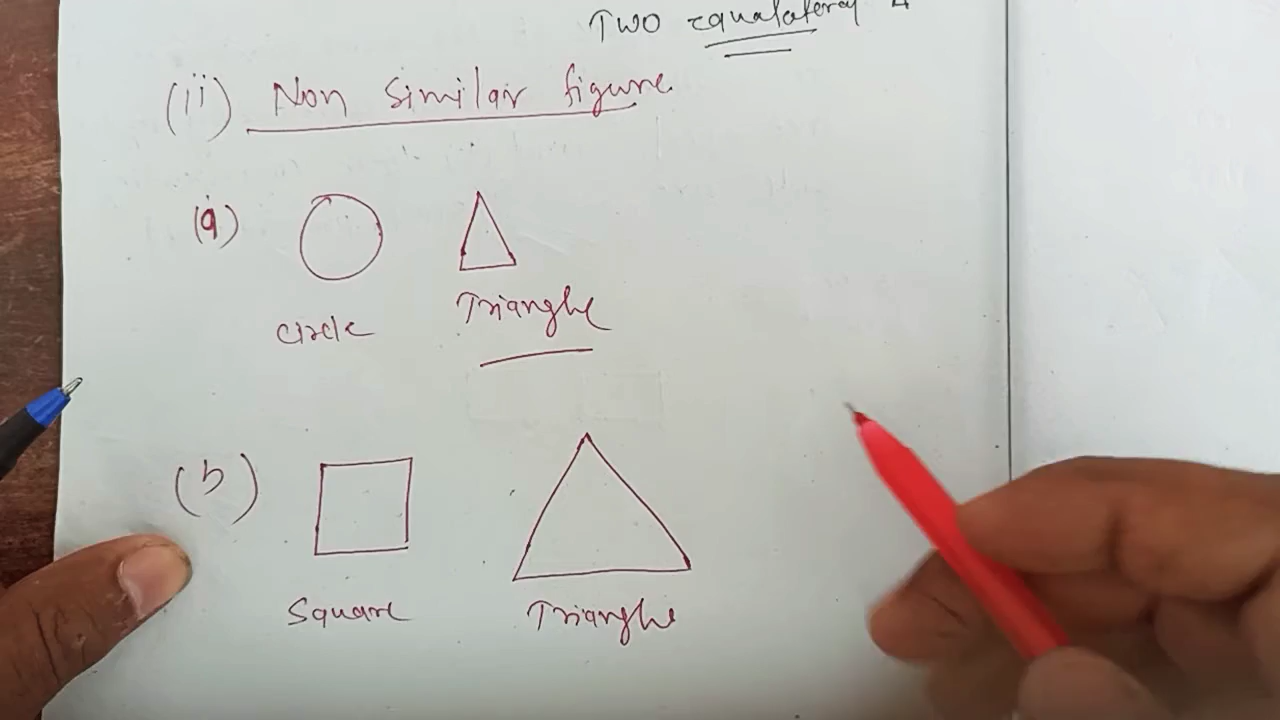 Two equalateral
(ii) Non Similar figure
(a)
Circle Triangle
(b)
Square Triangle